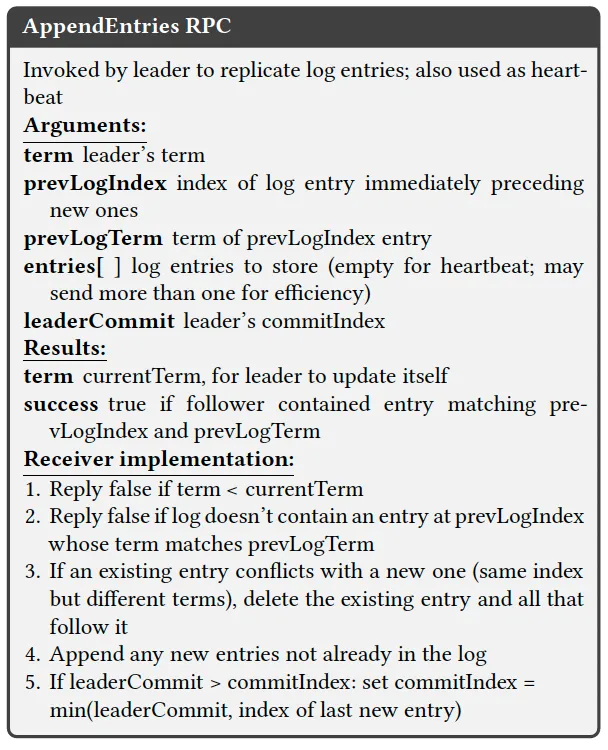 AppendEntries RPC
Invoked by leader to replicate log entries; also used as heart-
beat
Arguments:
term leader's term
prevLogIndex index of log entry immediately preceding
new ones
prevLogTerm term of prevLogIndex entry
entries[ ] log entries to store (empty for heartbeat; may
send more than one for efficiency)
leaderCommit leader's commitIndex
Results:
term currentTerm, for leader to update itself
success true if follower contained entry matching pre-
vLogIndex and prevLogTerm
Receiver implementation:
1. Reply false if term < currentTerm
2. Reply false if log doesn't contain an entry at prevLogIndex
whose term matches prevLogTerm
3. If an existing entry conflicts with a new one (same index
but different terms), delete the existing entry and all that
follow it
4. Append any new entries not already in the log
5. If leaderCommit > commitIndex: set commitIndex =
min(leaderCommit, index of last new entry)